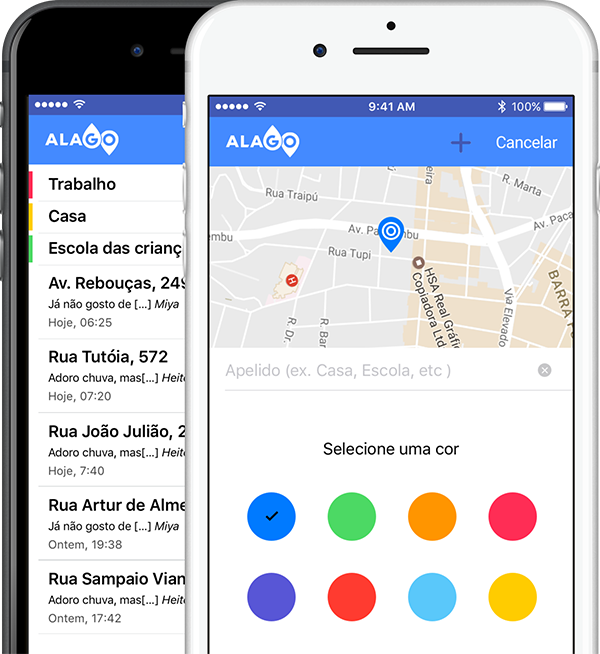 ALAGO
Trabalho
Casa
Escola das crianç
Av. Rebouças, 249
Já não gosto de [...] Miya
Hoje, 06:25
Rua Tutóia, 572
Adoro chuva, mas[...] Heito
Hoje, 07:20
Rua João Julião, 2
Adoro chuva, mas[...] Heito
Hoje, 7:40
Rua Artur de Alme
Já não gosto de [...] Miya
Ontem, 19:38
Rua Sampaio Vian
Adoro chuva, mas[...] Heito
Ontem, 17:42
9:41 AM
100%
ALAGO
+
Cancelar
Rua Traipú
R. Marta
Av. Paca
Av. Pacaembu
embu
Rua Tupi
eira
H
HSA Real Gráfi
Copiadora Ltd
Via Elevado
BARRA F
R. Dr.
R. Bar
Apelido (ex. Casa, Escola, etc )
Selecione uma cor